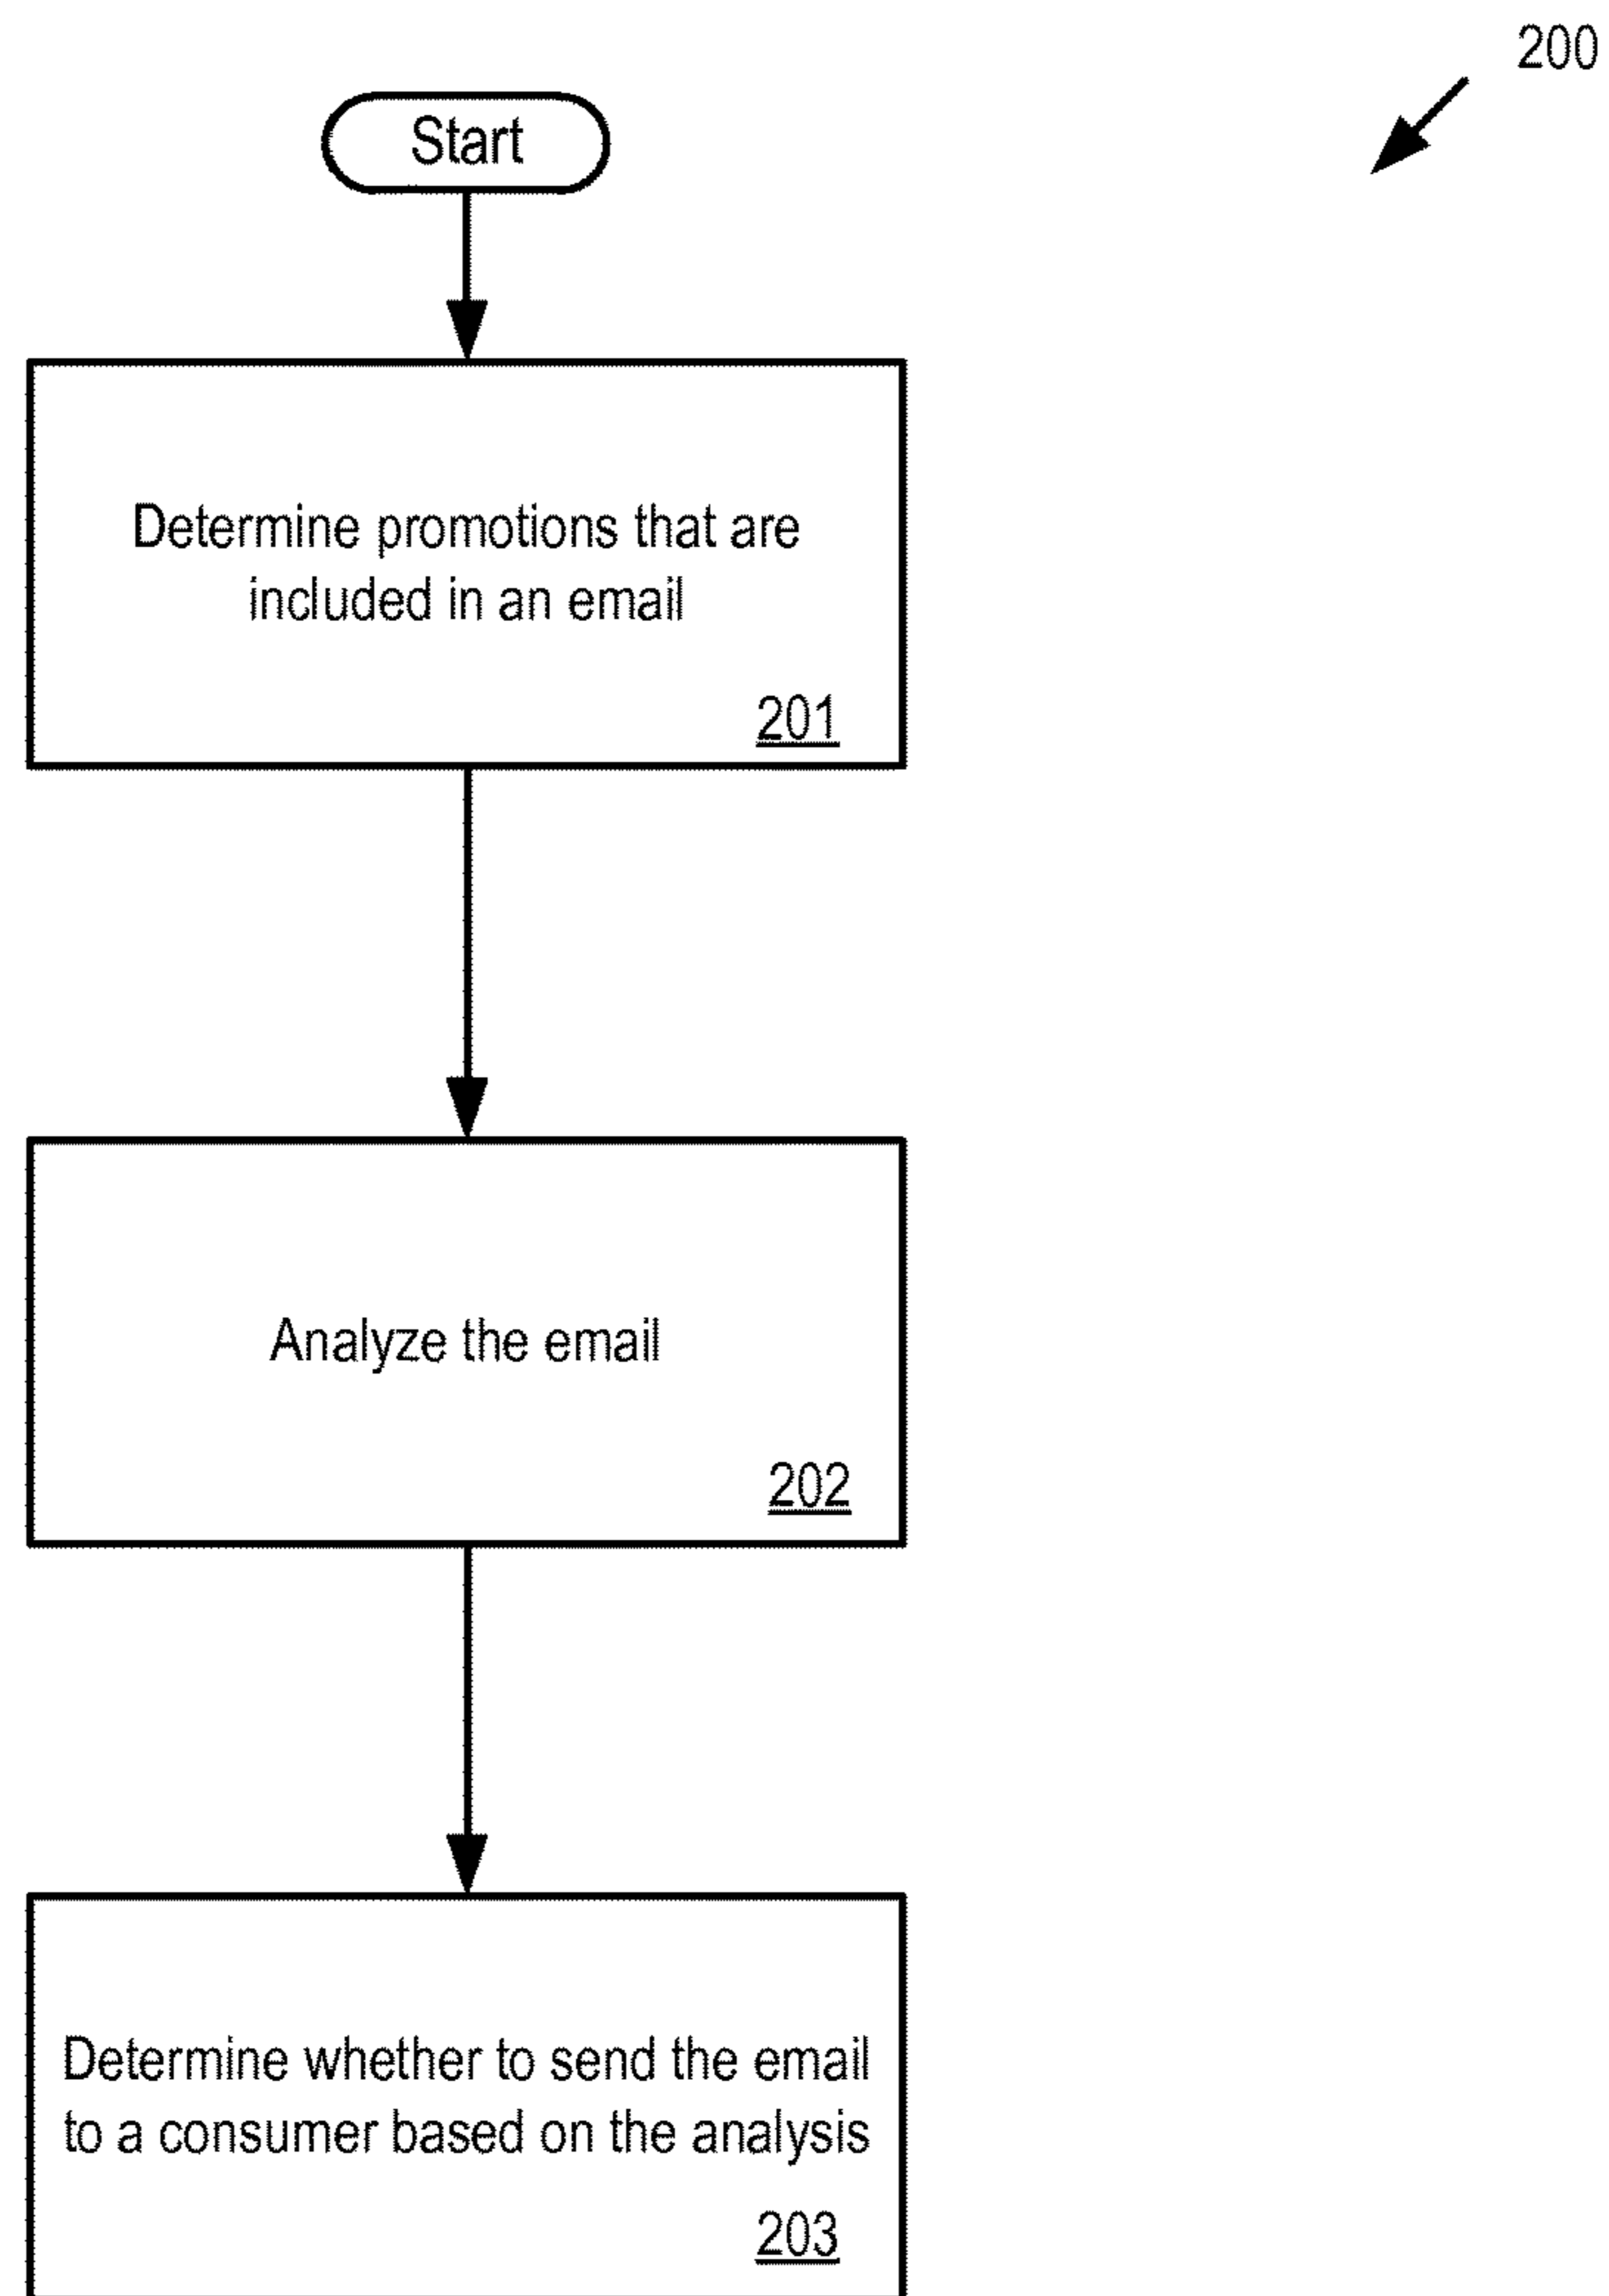 200
Start
Determine promotions that are
included in an email
201
Analyze the email
202
Determine whether to send the email
to a consumer based on the analysis
203